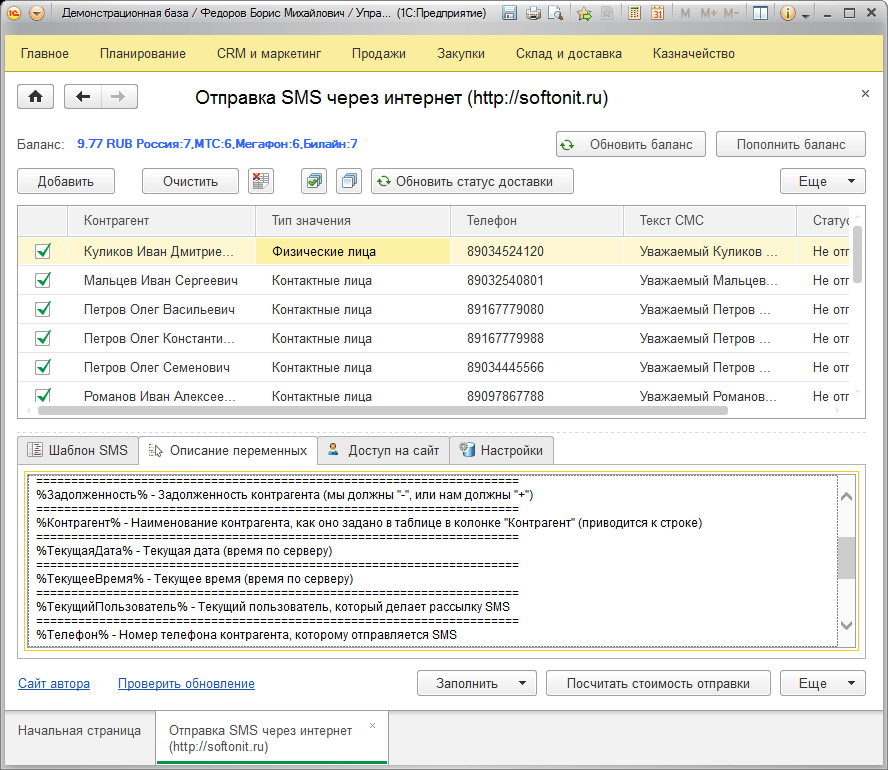 Демонстрационная база / Федоров Борис Михайлович / Упра... (1С:Предприятие)
M M+ M-
Главное Планирование CRM и маркетинг Продажи Закупки Склад и доставка Казначейство
Отправка SMS через интернет (http://softonit.ru)
Баланс: 9.77 RUB Россия:7,МТС:6,Мегафон:6,Билайн:7 Обновить баланс Пополнить баланс
Добавить Очистить Обновить статус доставки Еще
Контрагент Тип значения Телефон Текст СМС Статус
Куликов Иван Дмитрие... Физические лица 89034524120 Уважаемый Куликов ... Не отп
Мальцев Иван Сергеевич Контактные лица 89032540801 Уважаемый Мальцев... Не отп
Петров Олег Васильевич Контактные лица 89167779080 Уважаемый Петров ... Не отп
Петров Олег Константи... Контактные лица 89167779988 Уважаемый Петров ... Не отп
Петров Олег Семенович Контактные лица 89034445566 Уважаемый Петров ... Не отп
Романов Иван Алексее... Контактные лица 89097867788 Уважаемый Романов... Не отп
Шаблон SMS Описание переменных Доступ на сайт Настройки
=====================================================================
%Задолженность% - Задолженность контрагента (мы должны "-", или нам должны "+")
=====================================================================
%Контрагент% - Наименование контрагента, как оно задано в таблице в колонке "Контрагент" (приводится к строке)
=====================================================================
%ТекущаяДата% - Текущая дата (время по серверу)
=====================================================================
%ТекущееВремя% - Текущее время (время по серверу)
=====================================================================
%ТекущийПользователь% - Текущий пользователь, который делает рассылку SMS
=====================================================================
%Телефон% - Номер телефона контрагента, которому отправляется SMS
Сайт автора Проверить обновление Заполнить Посчитать стоимость отправки Еще
Начальная страница Отправка SMS через интернет
(http://softonit.ru)